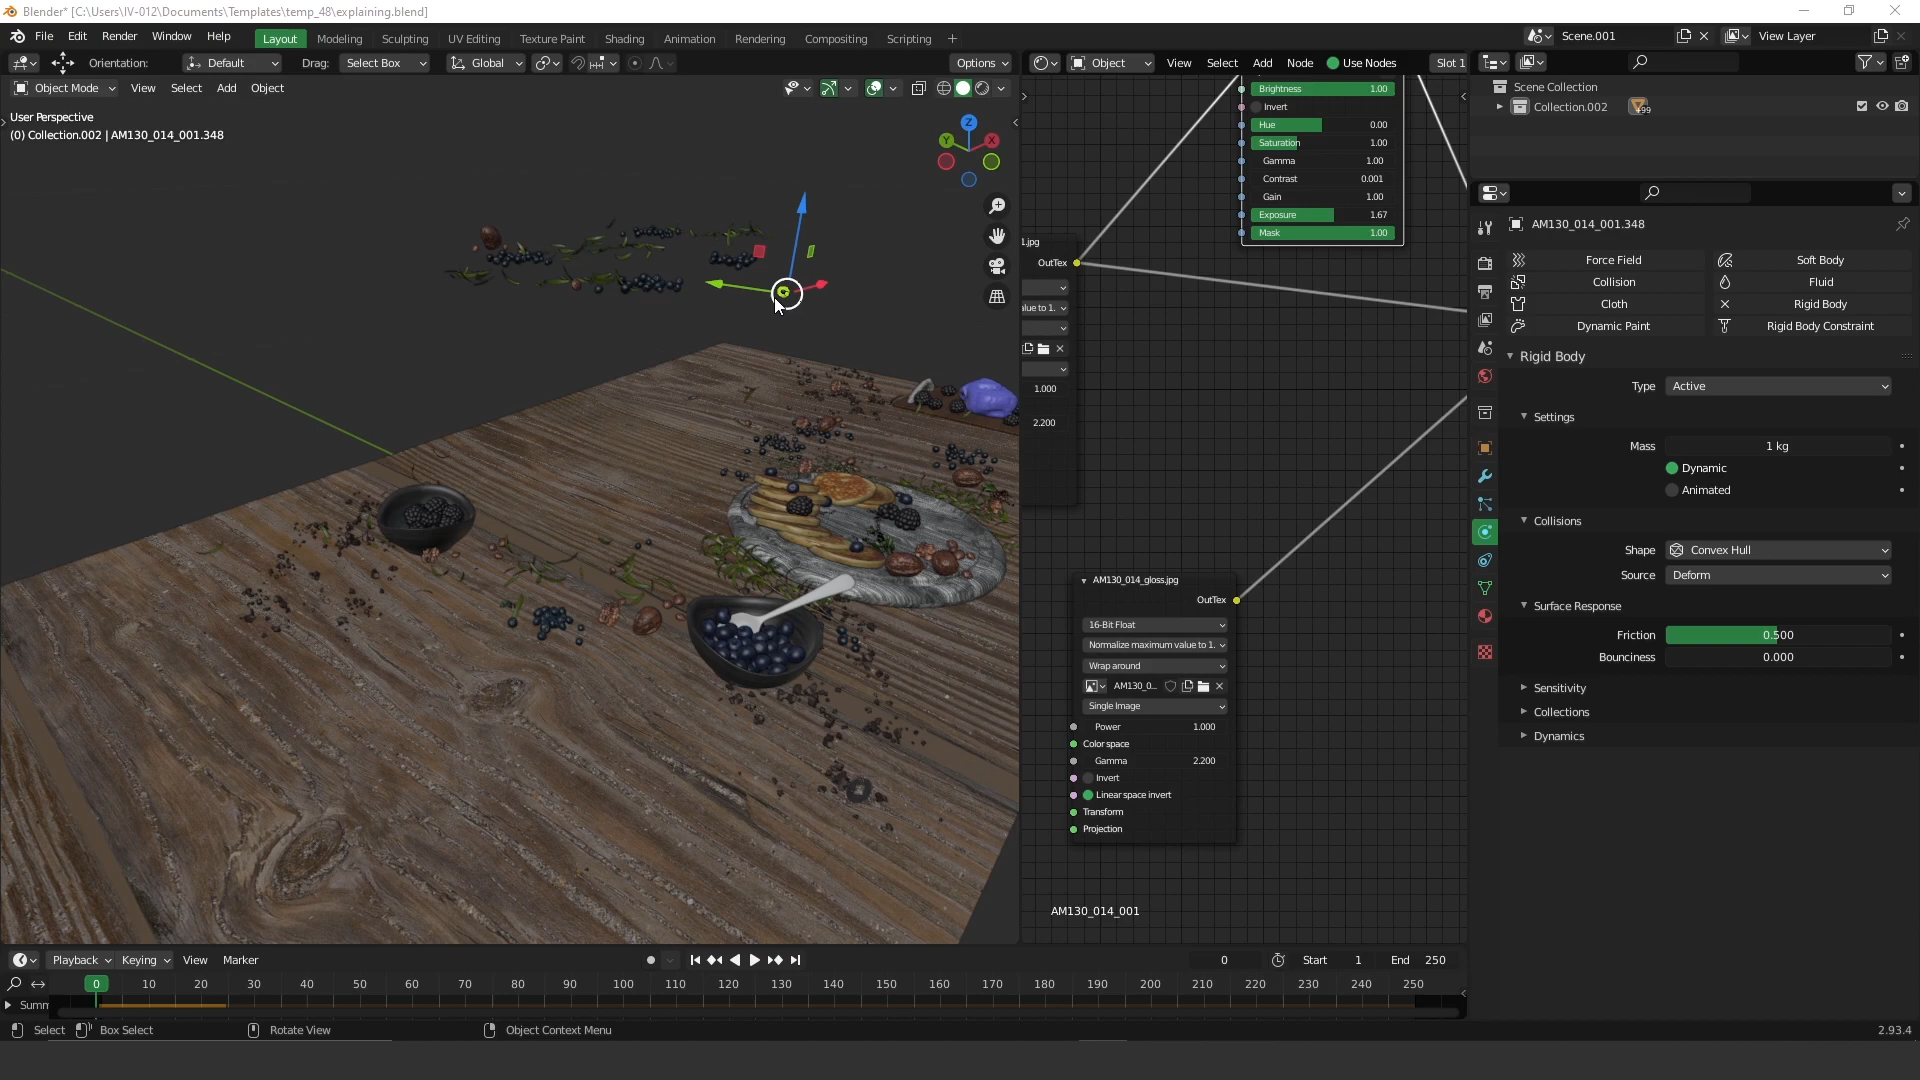 Blender* [C:\Users\IV-012\Documents\Templates\temp_48\explaining.blend]
File Edit Render Window Help Layout Modeling Sculpting UV Editing Texture Paint Shading Animation Rendering Compositing Scripting + Scene.001 View Layer
Orientation: Default Drag: Select Box Global Options
Object View Select Add Node Use Nodes Slot 1
Object Mode View Select Add Object
User Perspective
(0) Collection.002 | AM130_014_001.348
Z
Y
X
Brightness 1.00
Invert
Hue 0.00
Saturation 1.00
Gamma 1.00
Contrast 0.001
Gain 1.00
Exposure 1.67
Mask 1.00
1.jpg
OutTex
alue to 1.
1.000
2.200
AM130_014_gloss.jpg
OutTex
16-Bit Float
Normalize maximum value to 1.
Wrap around
AM130_0...
Single Image
Power 1.000
Color space
Gamma 2.200
Invert
Linear space invert
Transform
Projection
AM130_014_001
Scene Collection
Collection.002
+99
AM130_014_001.348
Force Field Soft Body
Collision Fluid
Cloth Rigid Body
Dynamic Paint Rigid Body Constraint
Rigid Body
Type Active
Settings
Mass 1 kg
Dynamic
Animated
Collisions
Shape Convex Hull
Source Deform
Surface Response
Friction 0.500
Bounciness 0.000
Sensitivity
Collections
Dynamics
Playback Keying View Marker 0 Start 1 End 250
0 10 20 30 40 50 60 70 80 90 100 110 120 130 140 150 160 170 180 190 200 210 220 230 240 250
Summ
Select Box Select Rotate View Object Context Menu 2.93.4